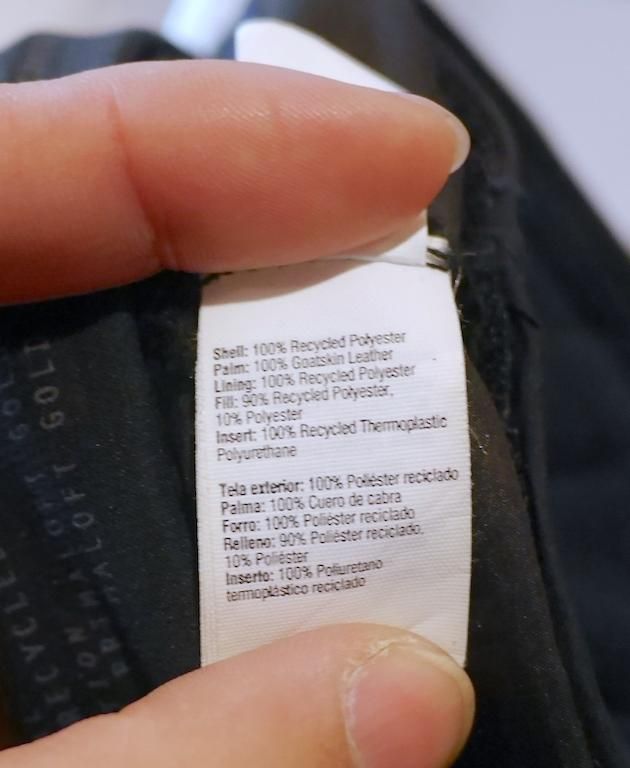 Shell: 100% Recycled Polyester
Palm: 100% Goatskin Leather
Lining: 100% Recycled Polyester
Fill: 90% Recycled Polyester,
10% Polyester
Insert: 100% Recycled Thermoplastic
Polyurethane
Tela exterior: 100% Poliéster reciclado
Palma: 100% Cuero de cabra
Forro: 100% Poliéster reciclado
Relleno: 90% Poliéster reciclado,
10% Poliéster
Inserto: 100% Poliuretano
termoplástico reciclado